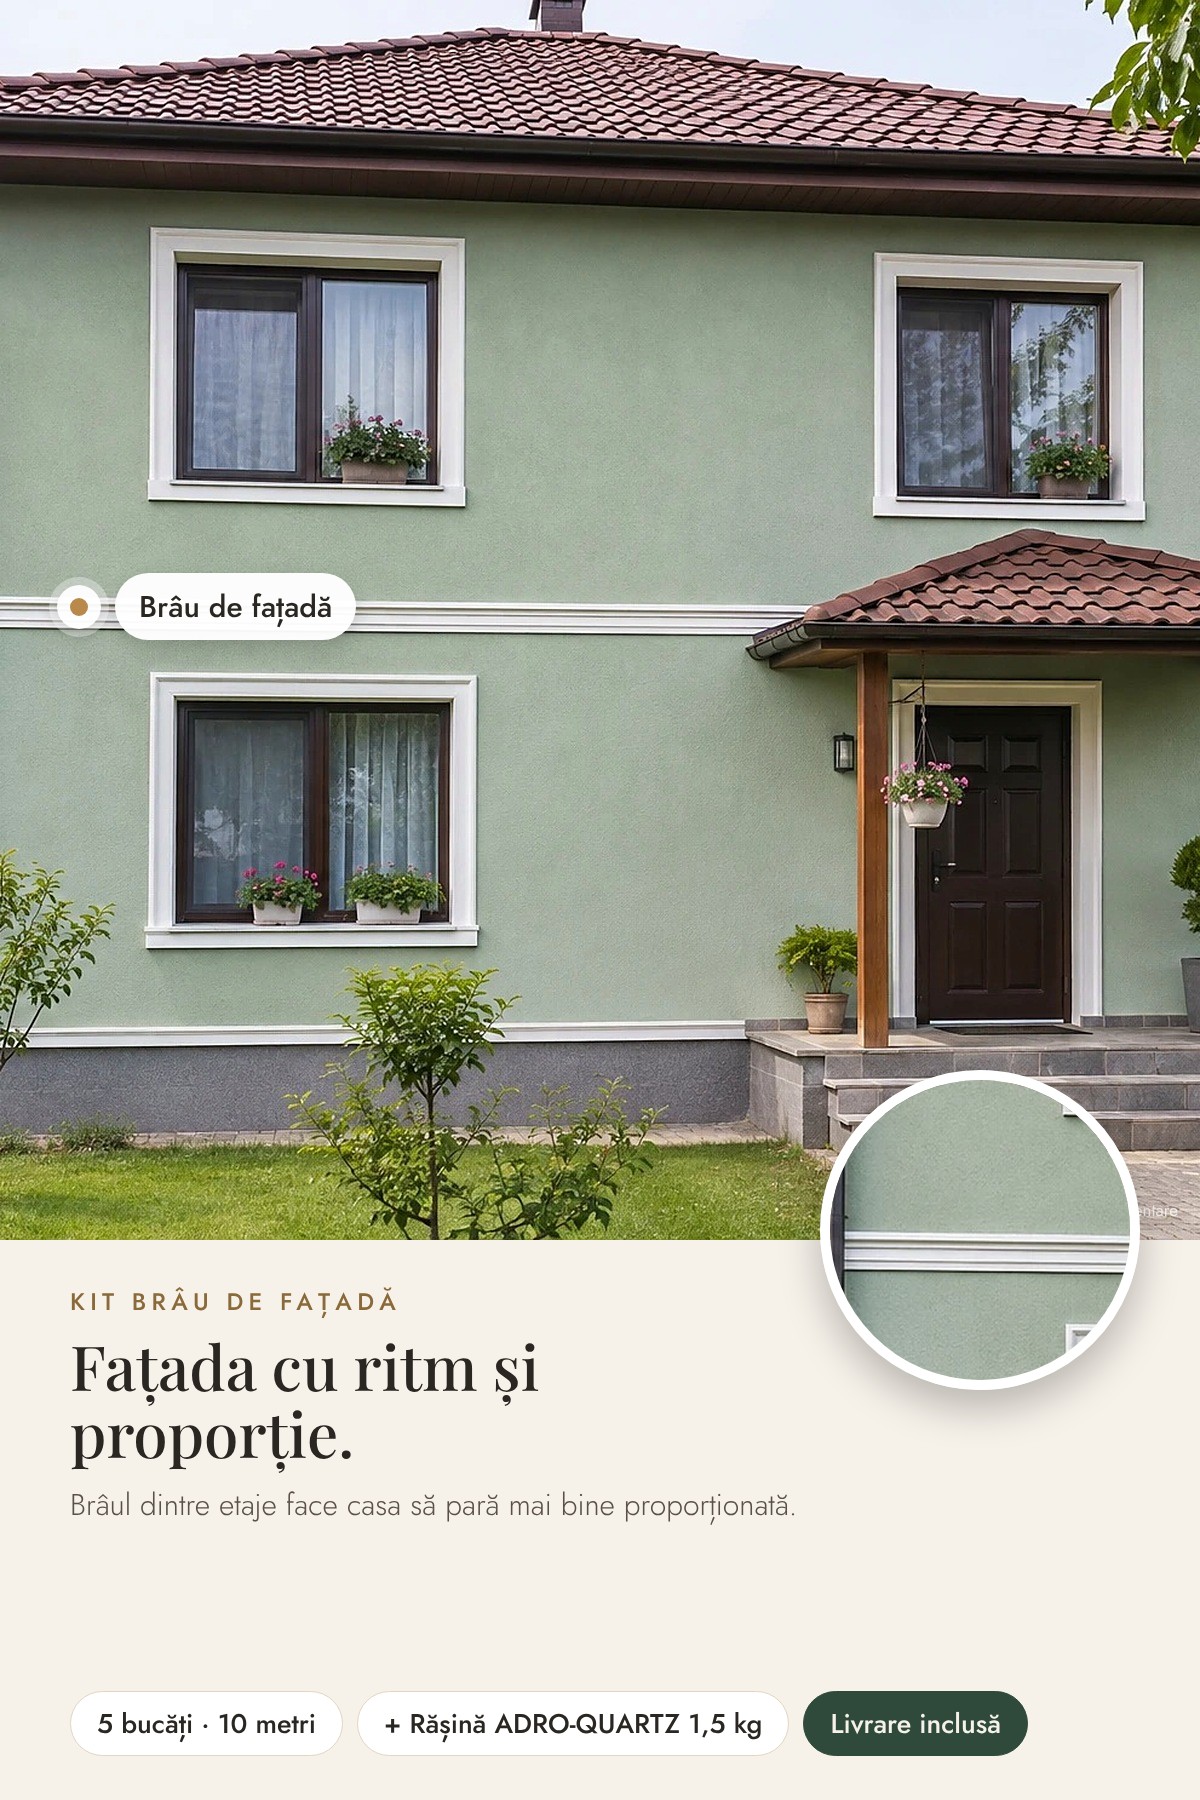 Brâu de fațadă
KIT BRÂU DE FAȚADĂ
Fațada cu ritm și
proporție.
Brâul dintre etaje face casa să pară mai bine proporționată.
5 bucăți · 10 metri
+ Rășină ADRO-QUARTZ 1,5 kg
Livrare inclusă